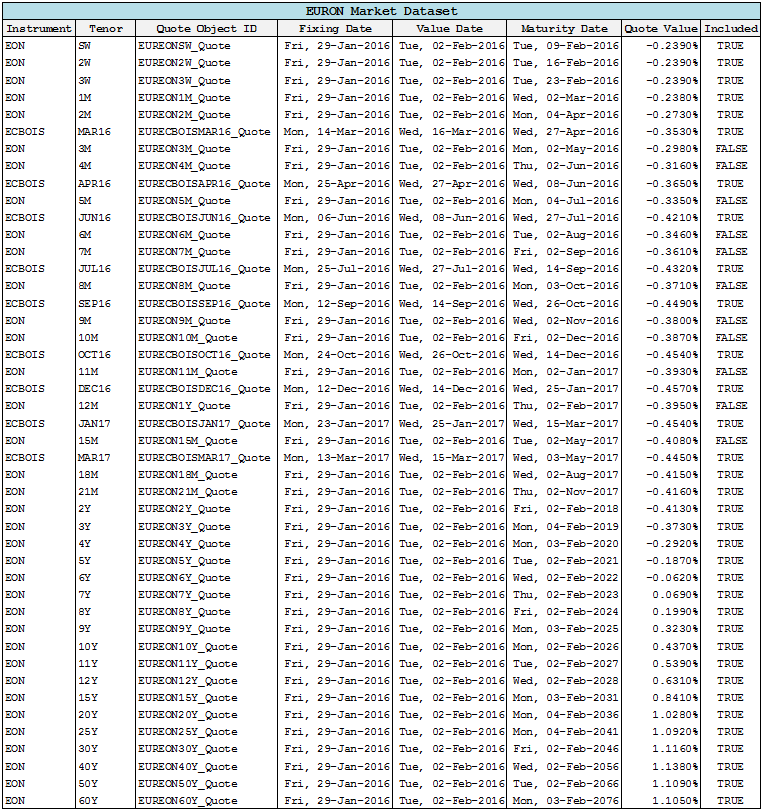 EURON Market Dataset
Instrument Tenor Quote Object ID Fixing Date Value Date Maturity Date Quote Value Included
EON SW EUREONSW_Quote Fri, 29-Jan-2016 Tue, 02-Feb-2016 Tue, 09-Feb-2016 -0.2390% TRUE
EON 2W EUREON2W_Quote Fri, 29-Jan-2016 Tue, 02-Feb-2016 Tue, 16-Feb-2016 -0.2390% TRUE
EON 3W EUREON3W_Quote Fri, 29-Jan-2016 Tue, 02-Feb-2016 Tue, 23-Feb-2016 -0.2390% TRUE
EON 1M EUREON1M_Quote Fri, 29-Jan-2016 Tue, 02-Feb-2016 Wed, 02-Mar-2016 -0.2380% TRUE
EON 2M EUREON2M_Quote Fri, 29-Jan-2016 Tue, 02-Feb-2016 Mon, 04-Apr-2016 -0.2730% TRUE
ECBOIS MAR16 EURECBOISMAR16_Quote Mon, 14-Mar-2016 Wed, 16-Mar-2016 Wed, 27-Apr-2016 -0.3530% TRUE
EON 3M EUREON3M_Quote Fri, 29-Jan-2016 Tue, 02-Feb-2016 Mon, 02-May-2016 -0.2980% FALSE
EON 4M EUREON4M_Quote Fri, 29-Jan-2016 Tue, 02-Feb-2016 Thu, 02-Jun-2016 -0.3160% FALSE
ECBOIS APR16 EURECBOISAPR16_Quote Mon, 25-Apr-2016 Wed, 27-Apr-2016 Wed, 08-Jun-2016 -0.3650% TRUE
EON 5M EUREON5M_Quote Fri, 29-Jan-2016 Tue, 02-Feb-2016 Mon, 04-Jul-2016 -0.3350% FALSE
ECBOIS JUN16 EURECBOISJUN16_Quote Mon, 06-Jun-2016 Wed, 08-Jun-2016 Wed, 27-Jul-2016 -0.4210% TRUE
EON 6M EUREON6M_Quote Fri, 29-Jan-2016 Tue, 02-Feb-2016 Tue, 02-Aug-2016 -0.3460% FALSE
EON 7M EUREON7M_Quote Fri, 29-Jan-2016 Tue, 02-Feb-2016 Fri, 02-Sep-2016 -0.3610% FALSE
ECBOIS JUL16 EURECBOISJUL16_Quote Mon, 25-Jul-2016 Wed, 27-Jul-2016 Wed, 14-Sep-2016 -0.4320% TRUE
EON 8M EUREON8M_Quote Fri, 29-Jan-2016 Tue, 02-Feb-2016 Mon, 03-Oct-2016 -0.3710% FALSE
ECBOIS SEP16 EURECBOISSEP16_Quote Mon, 12-Sep-2016 Wed, 14-Sep-2016 Wed, 26-Oct-2016 -0.4490% TRUE
EON 9M EUREON9M_Quote Fri, 29-Jan-2016 Tue, 02-Feb-2016 Wed, 02-Nov-2016 -0.3800% FALSE
EON 10M EUREON10M_Quote Fri, 29-Jan-2016 Tue, 02-Feb-2016 Fri, 02-Dec-2016 -0.3870% FALSE
ECBOIS OCT16 EURECBOISOCT16_Quote Mon, 24-Oct-2016 Wed, 26-Oct-2016 Wed, 14-Dec-2016 -0.4540% TRUE
EON 11M EUREON11M_Quote Fri, 29-Jan-2016 Tue, 02-Feb-2016 Mon, 02-Jan-2017 -0.3930% FALSE
ECBOIS DEC16 EURECBOISDEC16_Quote Mon, 12-Dec-2016 Wed, 14-Dec-2016 Wed, 25-Jan-2017 -0.4570% TRUE
EON 12M EUREON1Y_Quote Fri, 29-Jan-2016 Tue, 02-Feb-2016 Thu, 02-Feb-2017 -0.3950% FALSE
ECBOIS JAN17 EURECBOISJAN17_Quote Mon, 23-Jan-2017 Wed, 25-Jan-2017 Wed, 15-Mar-2017 -0.4540% TRUE
EON 15M EUREON15M_Quote Fri, 29-Jan-2016 Tue, 02-Feb-2016 Tue, 02-May-2017 -0.4080% FALSE
ECBOIS MAR17 EURECBOISMAR17_Quote Mon, 13-Mar-2017 Wed, 15-Mar-2017 Wed, 03-May-2017 -0.4450% TRUE
EON 18M EUREON18M_Quote Fri, 29-Jan-2016 Tue, 02-Feb-2016 Wed, 02-Aug-2017 -0.4150% TRUE
EON 21M EUREON21M_Quote Fri, 29-Jan-2016 Tue, 02-Feb-2016 Thu, 02-Nov-2017 -0.4160% TRUE
EON 2Y EUREON2Y_Quote Fri, 29-Jan-2016 Tue, 02-Feb-2016 Fri, 02-Feb-2018 -0.4130% TRUE
EON 3Y EUREON3Y_Quote Fri, 29-Jan-2016 Tue, 02-Feb-2016 Mon, 04-Feb-2019 -0.3730% TRUE
EON 4Y EUREON4Y_Quote Fri, 29-Jan-2016 Tue, 02-Feb-2016 Mon, 03-Feb-2020 -0.2920% TRUE
EON 5Y EUREON5Y_Quote Fri, 29-Jan-2016 Tue, 02-Feb-2016 Tue, 02-Feb-2021 -0.1870% TRUE
EON 6Y EUREON6Y_Quote Fri, 29-Jan-2016 Tue, 02-Feb-2016 Wed, 02-Feb-2022 -0.0620% TRUE
EON 7Y EUREON7Y_Quote Fri, 29-Jan-2016 Tue, 02-Feb-2016 Thu, 02-Feb-2023 0.0690% TRUE
EON 8Y EUREON8Y_Quote Fri, 29-Jan-2016 Tue, 02-Feb-2016 Fri, 02-Feb-2024 0.1990% TRUE
EON 9Y EUREON9Y_Quote Fri, 29-Jan-2016 Tue, 02-Feb-2016 Mon, 03-Feb-2025 0.3230% TRUE
EON 10Y EUREON10Y_Quote Fri, 29-Jan-2016 Tue, 02-Feb-2016 Mon, 02-Feb-2026 0.4370% TRUE
EON 11Y EUREON11Y_Quote Fri, 29-Jan-2016 Tue, 02-Feb-2016 Tue, 02-Feb-2027 0.5390% TRUE
EON 12Y EUREON12Y_Quote Fri, 29-Jan-2016 Tue, 02-Feb-2016 Wed, 02-Feb-2028 0.6310% TRUE
EON 15Y EUREON15Y_Quote Fri, 29-Jan-2016 Tue, 02-Feb-2016 Mon, 03-Feb-2031 0.8410% TRUE
EON 20Y EUREON20Y_Quote Fri, 29-Jan-2016 Tue, 02-Feb-2016 Mon, 04-Feb-2036 1.0280% TRUE
EON 25Y EUREON25Y_Quote Fri, 29-Jan-2016 Tue, 02-Feb-2016 Mon, 04-Feb-2041 1.0920% TRUE
EON 30Y EUREON30Y_Quote Fri, 29-Jan-2016 Tue, 02-Feb-2016 Fri, 02-Feb-2046 1.1160% TRUE
EON 40Y EUREON40Y_Quote Fri, 29-Jan-2016 Tue, 02-Feb-2016 Wed, 02-Feb-2056 1.1380% TRUE
EON 50Y EUREON50Y_Quote Fri, 29-Jan-2016 Tue, 02-Feb-2016 Tue, 02-Feb-2066 1.1090% TRUE
EON 60Y EUREON60Y_Quote Fri, 29-Jan-2016 Tue, 02-Feb-2016 Mon, 03-Feb-2076 1.1050% TRUE